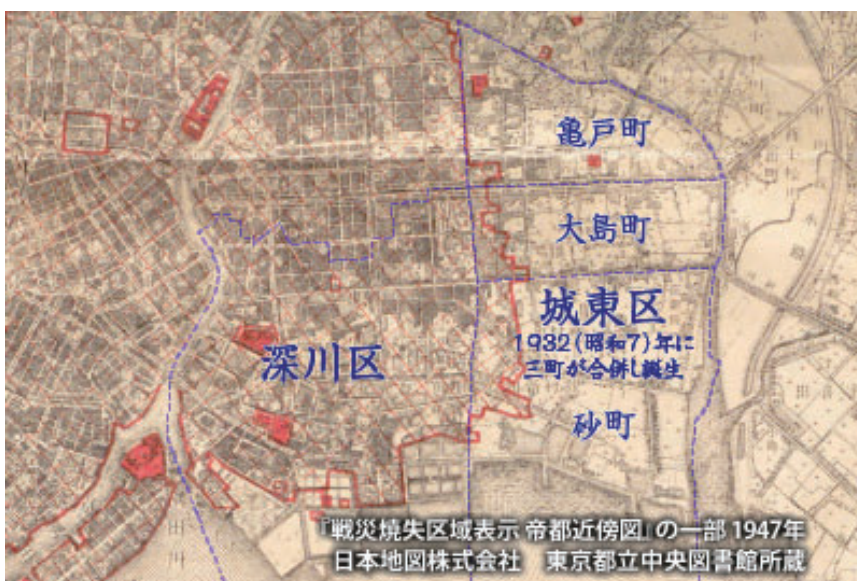 亀戸町
大島町
城東区
1932(昭和7)年に
三町が合併し誕生
深川区
砂町
『戦災焼失区域表示 帝都近傍図』の一部 1947年
日本地図株式会社　東京都立中央図書館所蔵